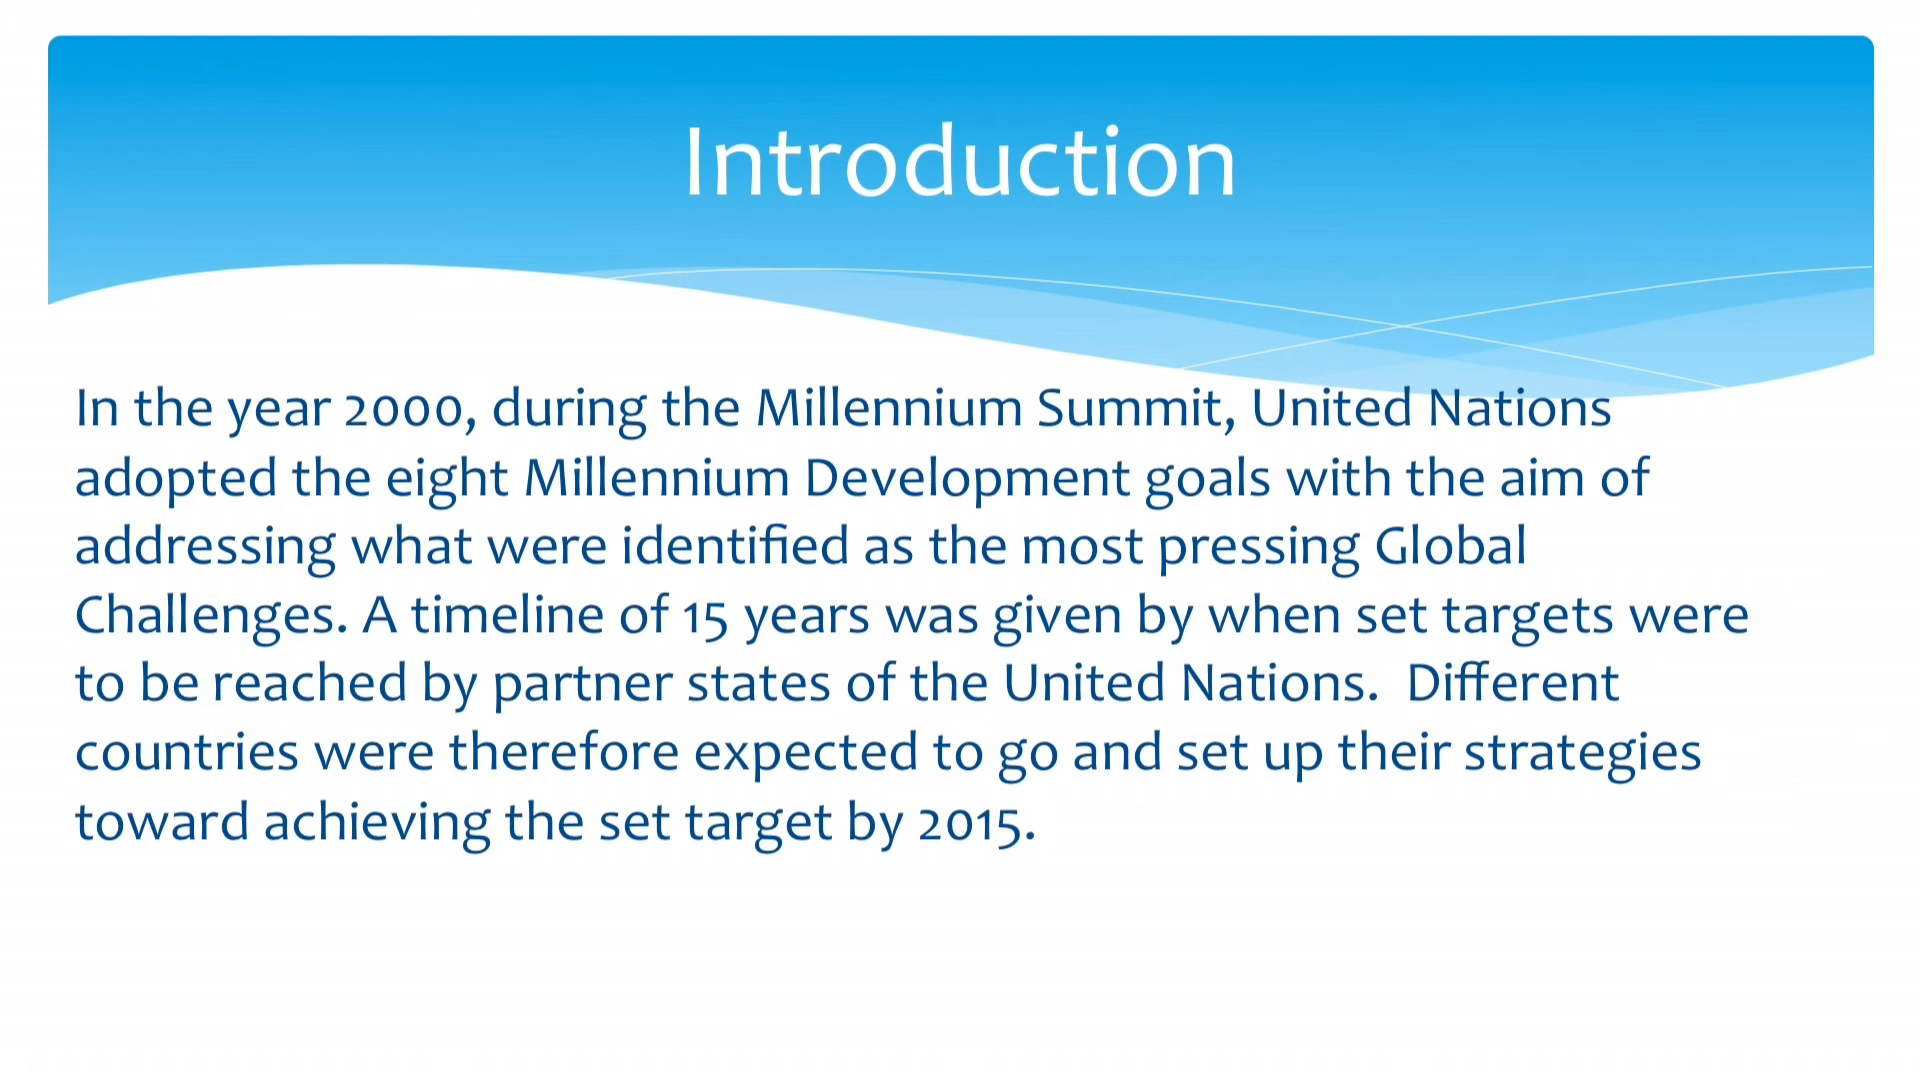 Introduction
In the year 2000, during the Millennium Summit, United Nations
adopted the eight Millennium Development goals with the aim of
addressing what were identified as the most pressing Global
Challenges. A timeline of 15 years was given by when set targets were
to be reached by partner states of the United Nations.  Different
countries were therefore expected to go and set up their strategies
toward achieving the set target by 2015.